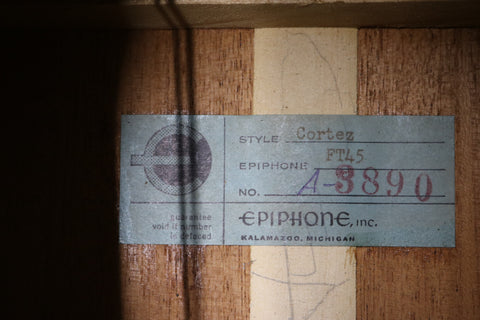 STYLE Cortez
EPIPHONE FT45
NO. A-3890
guarantee
void if number
is defaced
EPIPHONE, INC.
KALAMAZOO, MICHIGAN